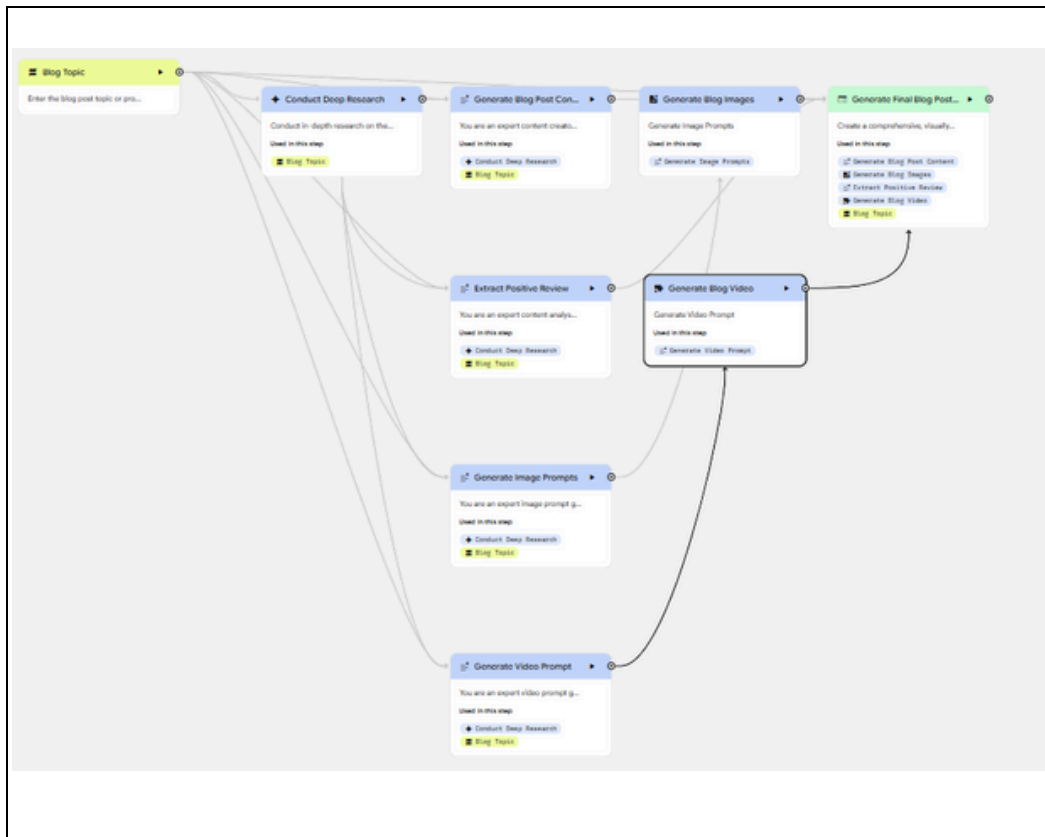 Blog Topic
Enter the blog post topic or pro...
Conduct Deep Research
Conduct in-depth research on the...
Used in this step
Blog Topic
Generate Blog Post Con...
You are an expert content creato...
Used in this step
Conduct Deep Research
Blog Topic
Generate Blog Images
Generate Image Prompts
Used in this step
Generate Image Prompts
Generate Final Blog Post...
Create a comprehensive, visually...
Used in this step
Generate Blog Post Content
Generate Blog Images
Extract Positive Review
Generate Blog Video
Blog Topic
Extract Positive Review
You are an expert content analys...
Used in this step
Conduct Deep Research
Blog Topic
Generate Blog Video
Generate Video Prompt
Used in this step
Generate Video Prompt
Generate Image Prompts
You are an expert image prompt g...
Used in this step
Conduct Deep Research
Blog Topic
Generate Video Prompt
You are an expert video prompt g...
Used in this step
Conduct Deep Research
Blog Topic